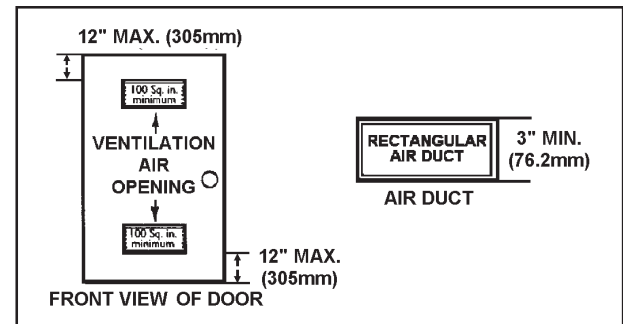 12" MAX. (305mm)
100 Sq. in.
minimum
VENTILATION
AIR
OPENING
100 Sq. in.
minimum
12" MAX.
(305mm)
FRONT VIEW OF DOOR
RECTANGULAR
AIR DUCT
3" MIN.
(76.2mm)
AIR DUCT